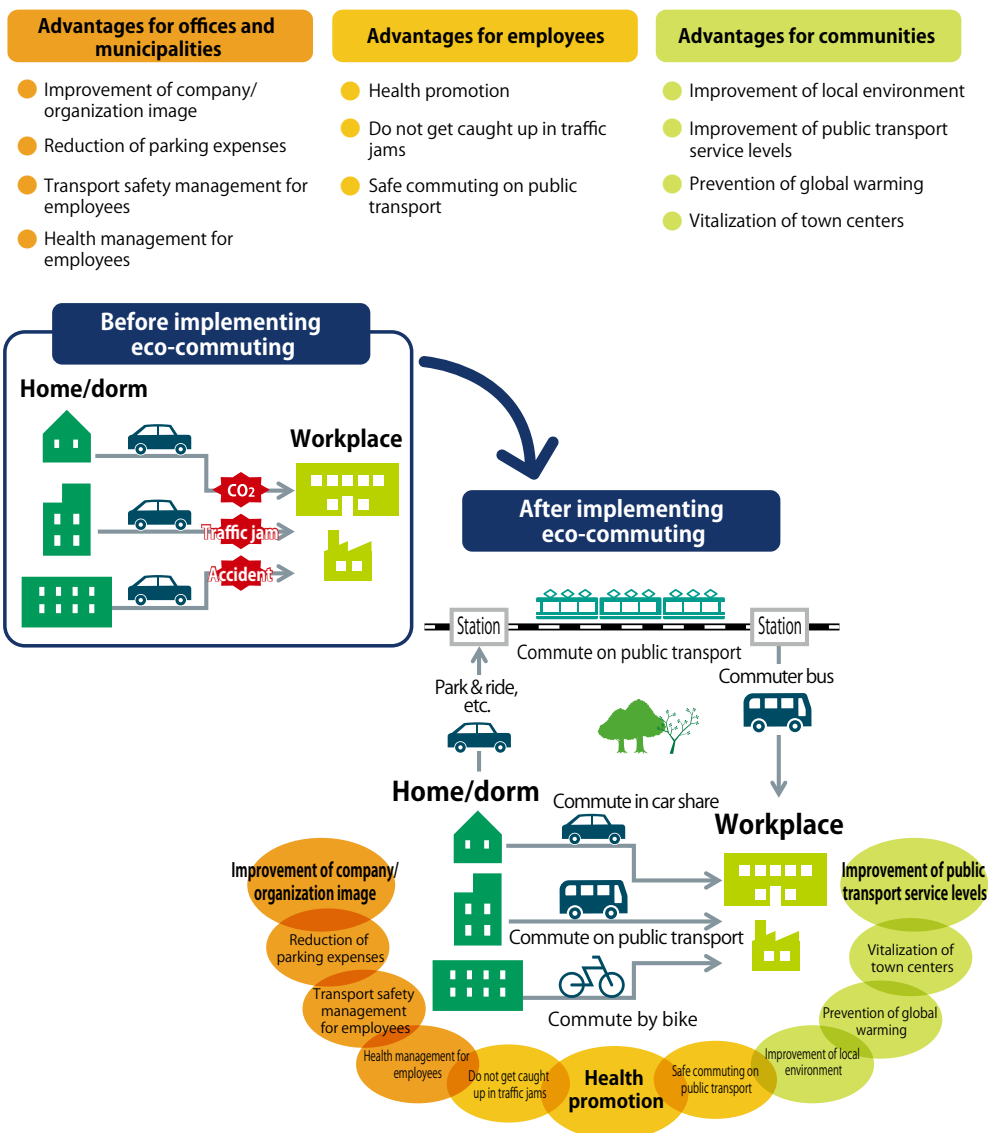 Advantages for offices and
municipalities
Improvement of company/
organization image
Reduction of parking expenses
Transport safety management for
employees
Health management for
employees
Advantages for employees
Health promotion
Do not get caught up in traffic
jams
Safe commuting on public
transport
Advantages for communities
Improvement of local environment
Improvement of public transport
service levels
Prevention of global warming
Vitalization of town centers
Before implementing
eco-commuting
Home/dorm
Workplace
CO2
Traffic jam
Accident
After implementing
eco-commuting
Station
Station
Commute on public transport
Park & ride,
etc.
Commuter bus
Home/dorm
Commute in car share
Workplace
Commute on public transport
Commute by bike
Improvement of company/
organization image
Reduction of
parking expenses
Transport safety
management
for employees
Health management for
employees
Do not get caught
up in traffic jams
Health
promotion
Safe commuting on
public transport
Improvement of local
environment
Prevention of global
warming
Vitalization of
town centers
Improvement of public
transport service levels